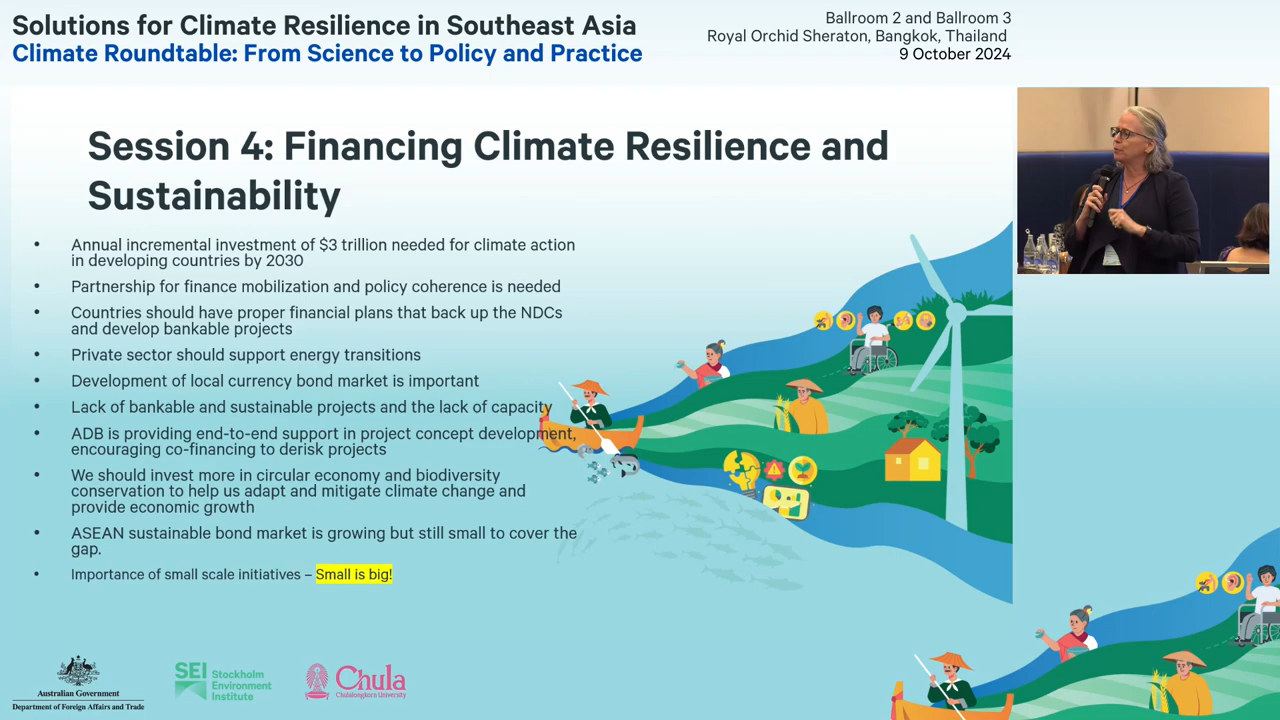 Solutions for Climate Resilience in Southeast Asia
Climate Roundtable: From Science to Policy and Practice
Ballroom 2 and Ballroom 3
Royal Orchid Sheraton, Bangkok, Thailand
9 October 2024
Session 4: Financing Climate Resilience and
Sustainability
• Annual incremental investment of $3 trillion needed for climate action
in developing countries by 2030
• Partnership for finance mobilization and policy coherence is needed
• Countries should have proper financial plans that back up the NDCs
and develop bankable projects
• Private sector should support energy transitions
• Development of local currency bond market is important
• Lack of bankable and sustainable projects and the lack of capacity
• ADB is providing end-to-end support in project concept development,
encouraging co-financing to derisk projects
• We should invest more in circular economy and biodiversity
conservation to help us adapt and mitigate climate change and
provide economic growth
• ASEAN sustainable bond market is growing but still small to cover the
gap.
• Importance of small scale initiatives – Small is big!
Australian Government
Department of Foreign Affairs and Trade
SEI Stockholm
Environment
Institute
Chula
Chulalongkorn University